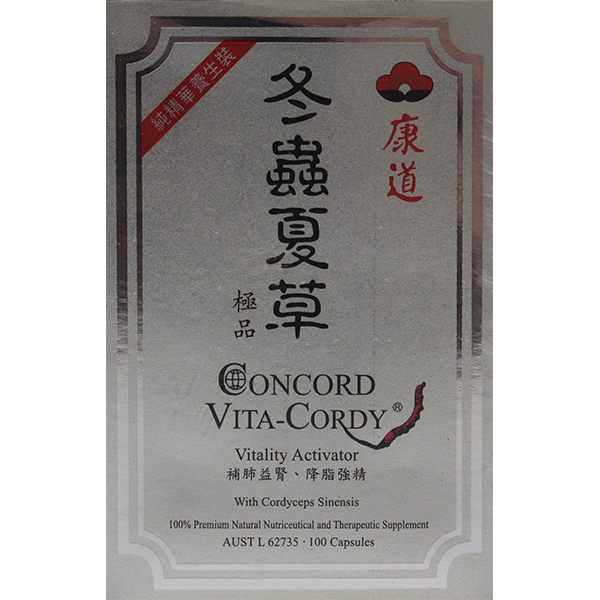 純精華養生裝
康道
冬蟲夏草
極品
CONCORD
VITA-CORDY®
Vitality Activator
補肺益腎、降脂強精
With Cordyceps Sinensis
100% Premium Natural Nutriceutical and Therapeutic Supplement
AUST L 62735 · 100 Capsules